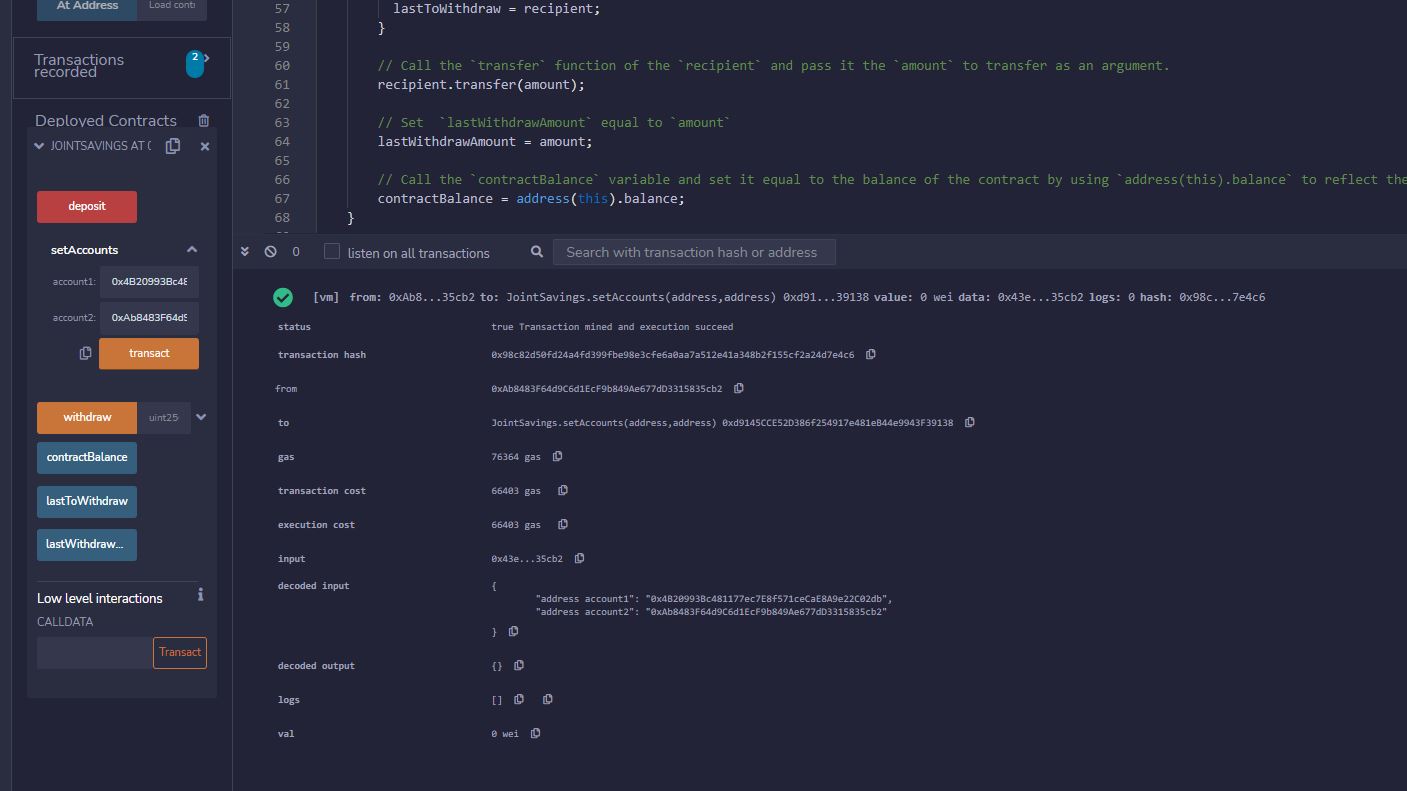 At Address
Load conti
Transactions
recorded
2
Deployed Contracts
JOINTSAVINGS AT
deposit
setAccounts
account1:
0x4B20993Bc48
account2:
0xAb8483F64d9
transact
withdraw
uint25
contractBalance
lastToWithdraw
lastWithdraw...
Low level interactions
CALLDATA
Transact
57 lastToWithdraw = recipient;
58 }
59
60 // Call the `transfer` function of the `recipient` and pass it the `amount` to transfer as an argument.
61 recipient.transfer(amount);
62
63 // Set  `lastWithdrawAmount` equal to `amount`
64 lastWithdrawAmount = amount;
65
66 // Call the `contractBalance` variable and set it equal to the balance of the contract by using `address(this).balance` to reflect the
67 contractBalance = address(this).balance;
68 }
0
listen on all transactions
Search with transaction hash or address
[vm] from: 0xAb8...35cb2 to: JointSavings.setAccounts(address,address) 0xd91...39138 value: 0 wei data: 0x43e...35cb2 logs: 0 hash: 0x98c...7e4c6
status true Transaction mined and execution succeed
transaction hash 0x98c82d50fd24a4fd399fbe98e3cfe6a0aa7a512e41a348b2f155cf2a24d7e4c6
from 0xAb8483F64d9C6d1EcF9b849Ae677dD3315835cb2
to JointSavings.setAccounts(address,address) 0xd9145CCE52D386f254917e481eB44e9943F39138
gas 76364 gas
transaction cost 66403 gas
execution cost 66403 gas
input 0x43e...35cb2
decoded input {
"address account1": "0x4B20993Bc481177ec7E8f571ceCaE8A9e22C02db",
"address account2": "0xAb8483F64d9C6d1EcF9b849Ae677dD3315835cb2"
}
decoded output {}
logs []
val 0 wei